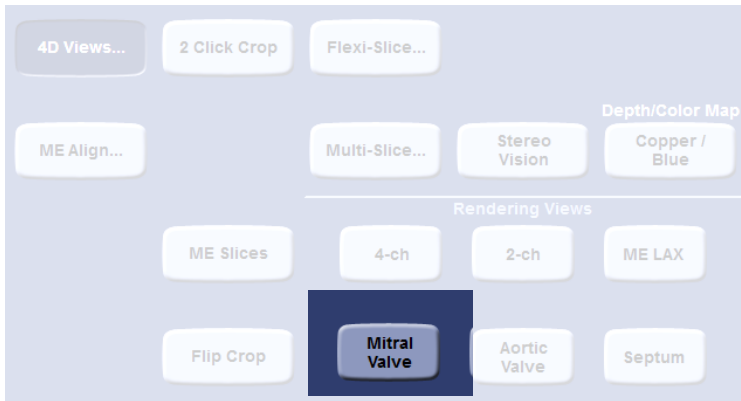 4D Views...
2 Click Crop
Flexi-Slice...
Depth/Color Map
ME Align...
Multi-Slice...
Stereo
Vision
Copper /
Blue
Rendering Views
ME Slices
4-ch
2-ch
ME LAX
Flip Crop
Mitral
Valve
Aortic
Valve
Septum